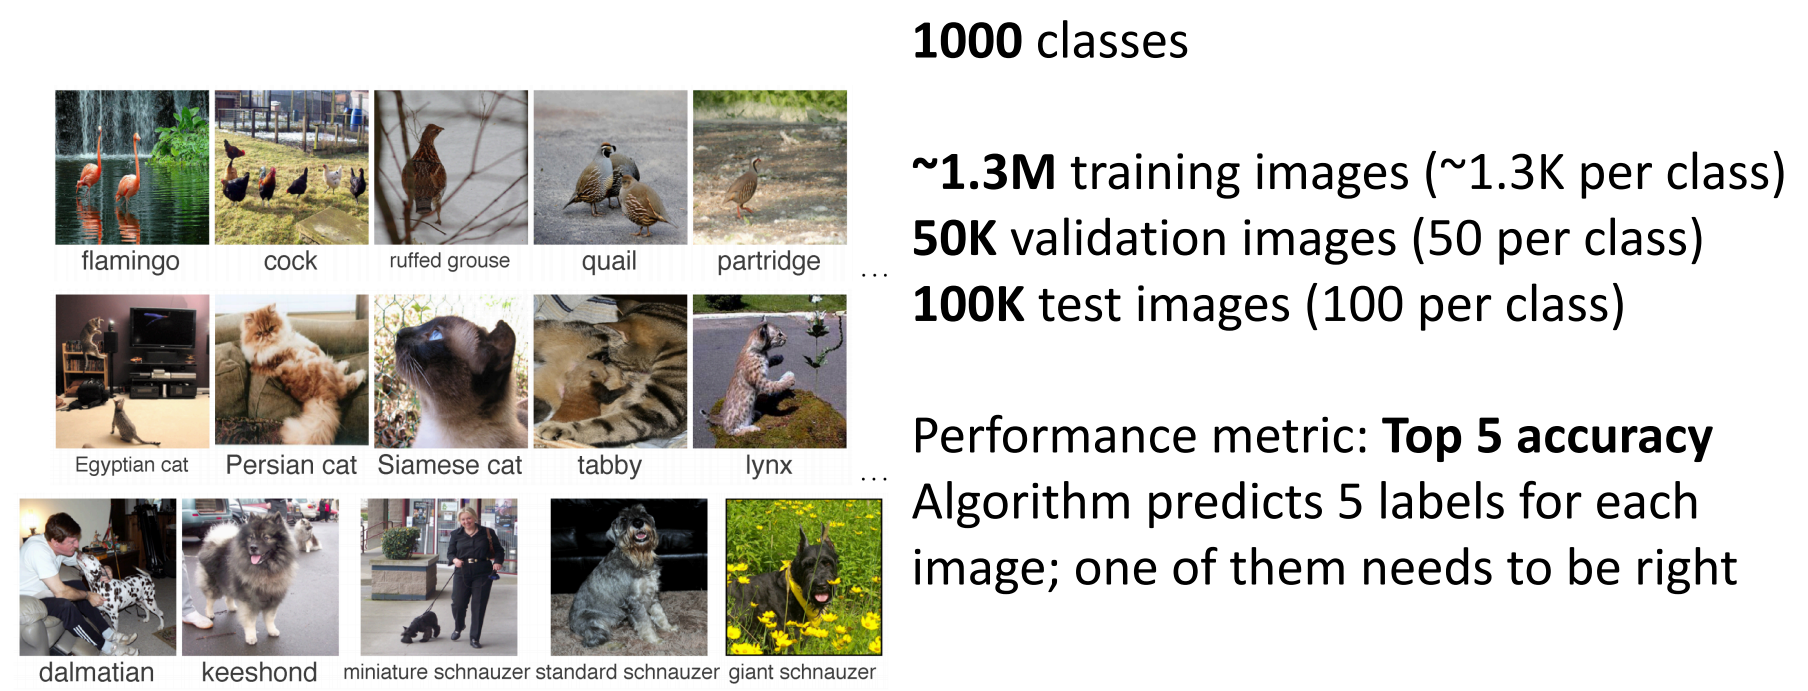 flamingo cock ruffed grouse quail partridge ...
Egyptian cat Persian cat Siamese cat tabby lynx ...
dalmatian keeshond miniature schnauzer standard schnauzer giant schnauzer
1000 classes
~1.3M training images (~1.3K per class)
50K validation images (50 per class)
100K test images (100 per class)
Performance metric: Top 5 accuracy
Algorithm predicts 5 labels for each
image; one of them needs to be right